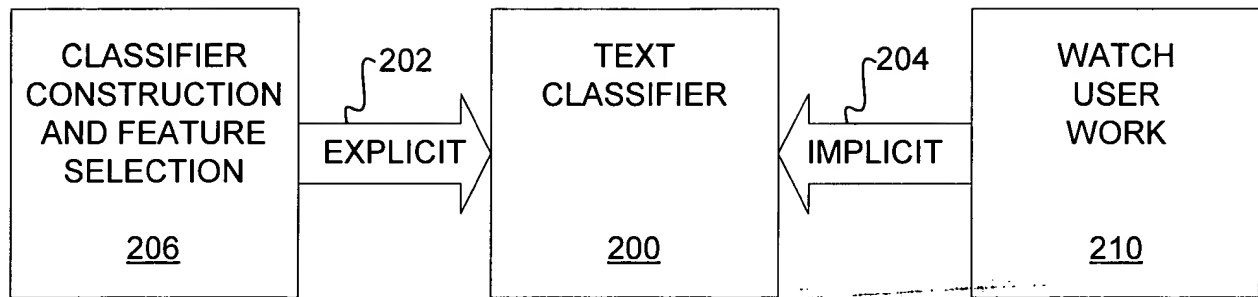 CLASSIFIER
CONSTRUCTION
AND FEATURE
SELECTION
206
202
EXPLICIT
TEXT
CLASSIFIER
200
204
IMPLICIT
WATCH
USER
WORK
210